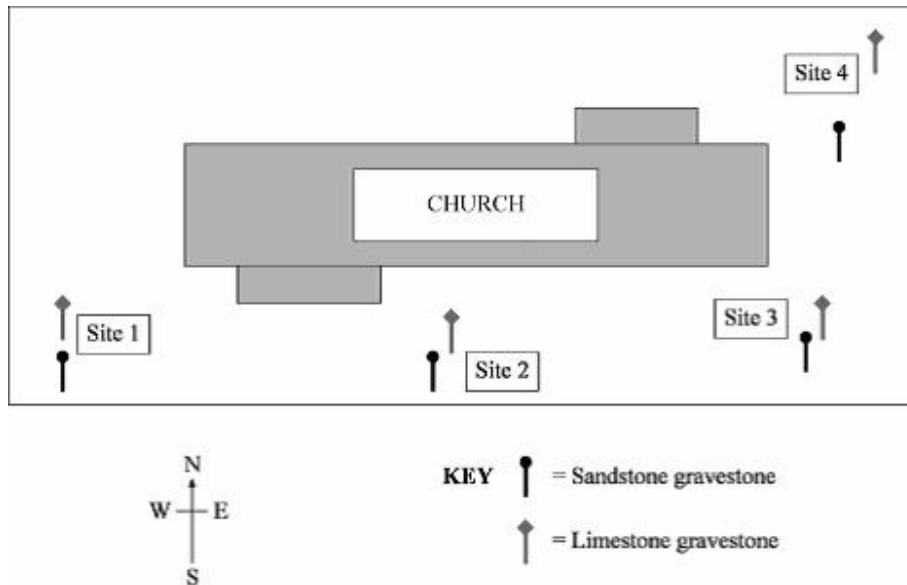 Site 4
CHURCH
Site 1
Site 3
Site 2
N
W E
S
KEY = Sandstone gravestone
= Limestone gravestone